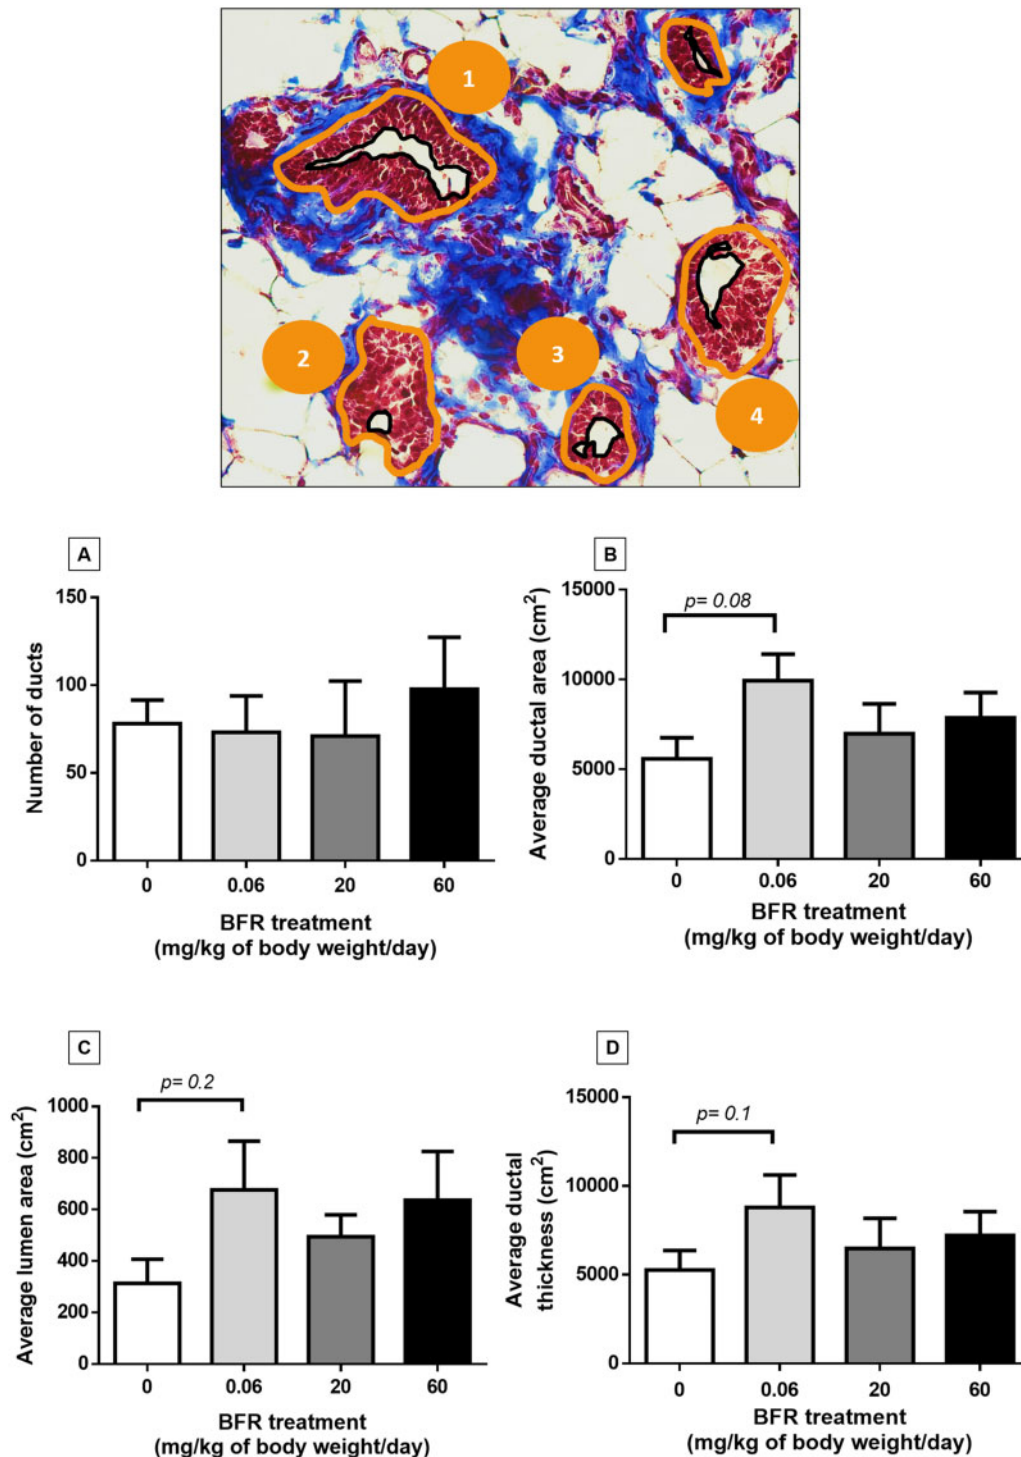 1
2
3
4
A
Number of ducts
150
100
50
0
0 0.06 20 60
BFR treatment
(mg/kg of body weight/day)
B
Average ductal area (cm²)
15000
10000
5000
0
p= 0.08
0 0.06 20 60
BFR treatment
(mg/kg of body weight/day)
C
Average lumen area (cm²)
1000
800
600
400
200
0
p= 0.2
0 0.06 20 60
BFR treatment
(mg/kg of body weight/day)
D
Average ductal
thickness (cm²)
15000
10000
5000
0
p= 0.1
0 0.06 20 60
BFR treatment
(mg/kg of body weight/day)